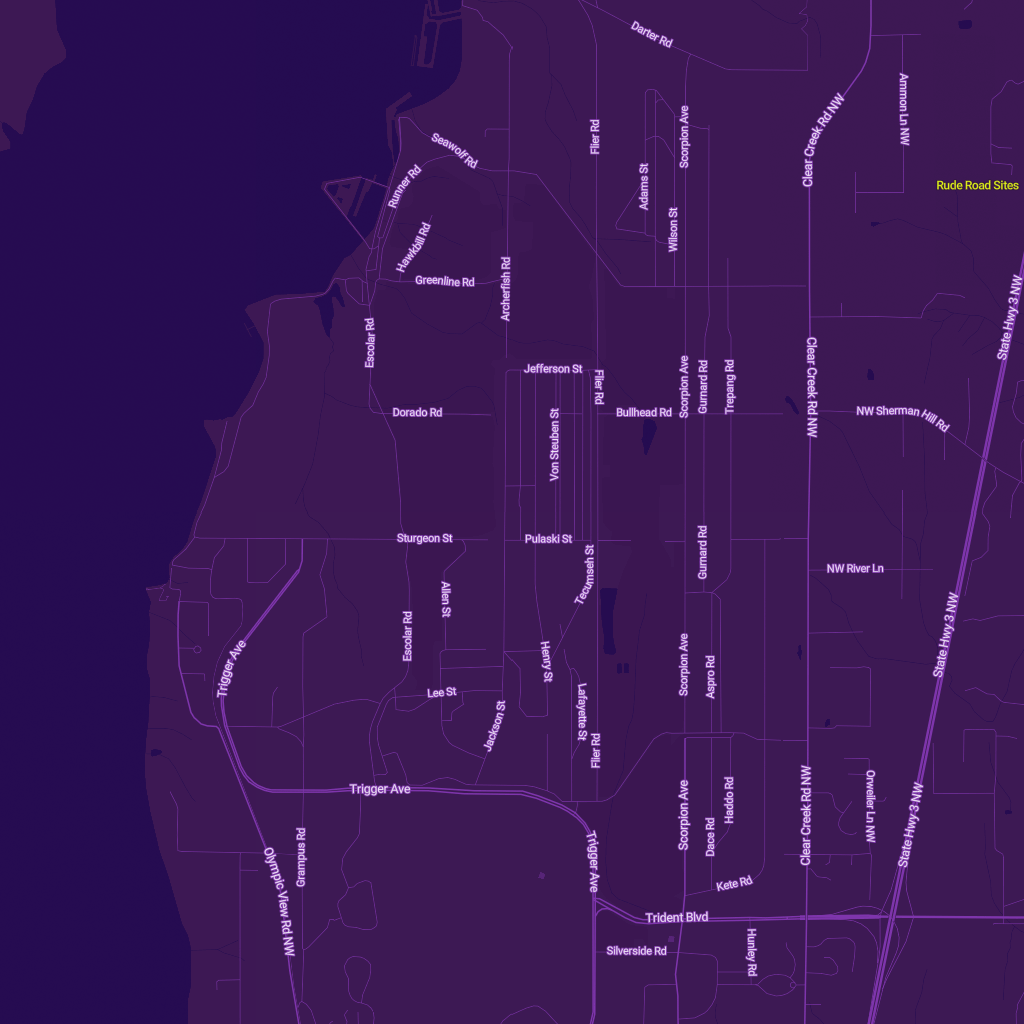 Darter Rd
Ammon Ln NW
Clear Creek Rd NW
Flier Rd
Scorpion Ave
Seawolf Rd
Runner Rd
Adams St
Rude Road Sites
Wilson St
Hawkbill Rd
Greenline Rd
Archerfish Rd
State Hwy 3 NW
Escolar Rd
Jefferson St
Flier Rd
Scorpion Ave
Gurnard Rd
Trepang Rd
Clear Creek Rd NW
Dorado Rd
Bullhead Rd
NW Sherman Hill Rd
Von Steuben St
Sturgeon St
Pulaski St
Gurnard Rd
Tecumseh St
NW River Ln
Allen St
Escolar Rd
State Hwy 3 NW
Trigger Ave
Henry St
Scorpion Ave
Aspro Rd
Lee St
Lafayette St
Jackson St
Flier Rd
Trigger Ave
Scorpion Ave
Haddo Rd
Dace Rd
Clear Creek Rd NW
Orweiler Ln NW
State Hwy 3 NW
Grampus Rd
Trigger Ave
Olympic View Rd NW
Kete Rd
Trident Blvd
Silverside Rd
Hunley Rd